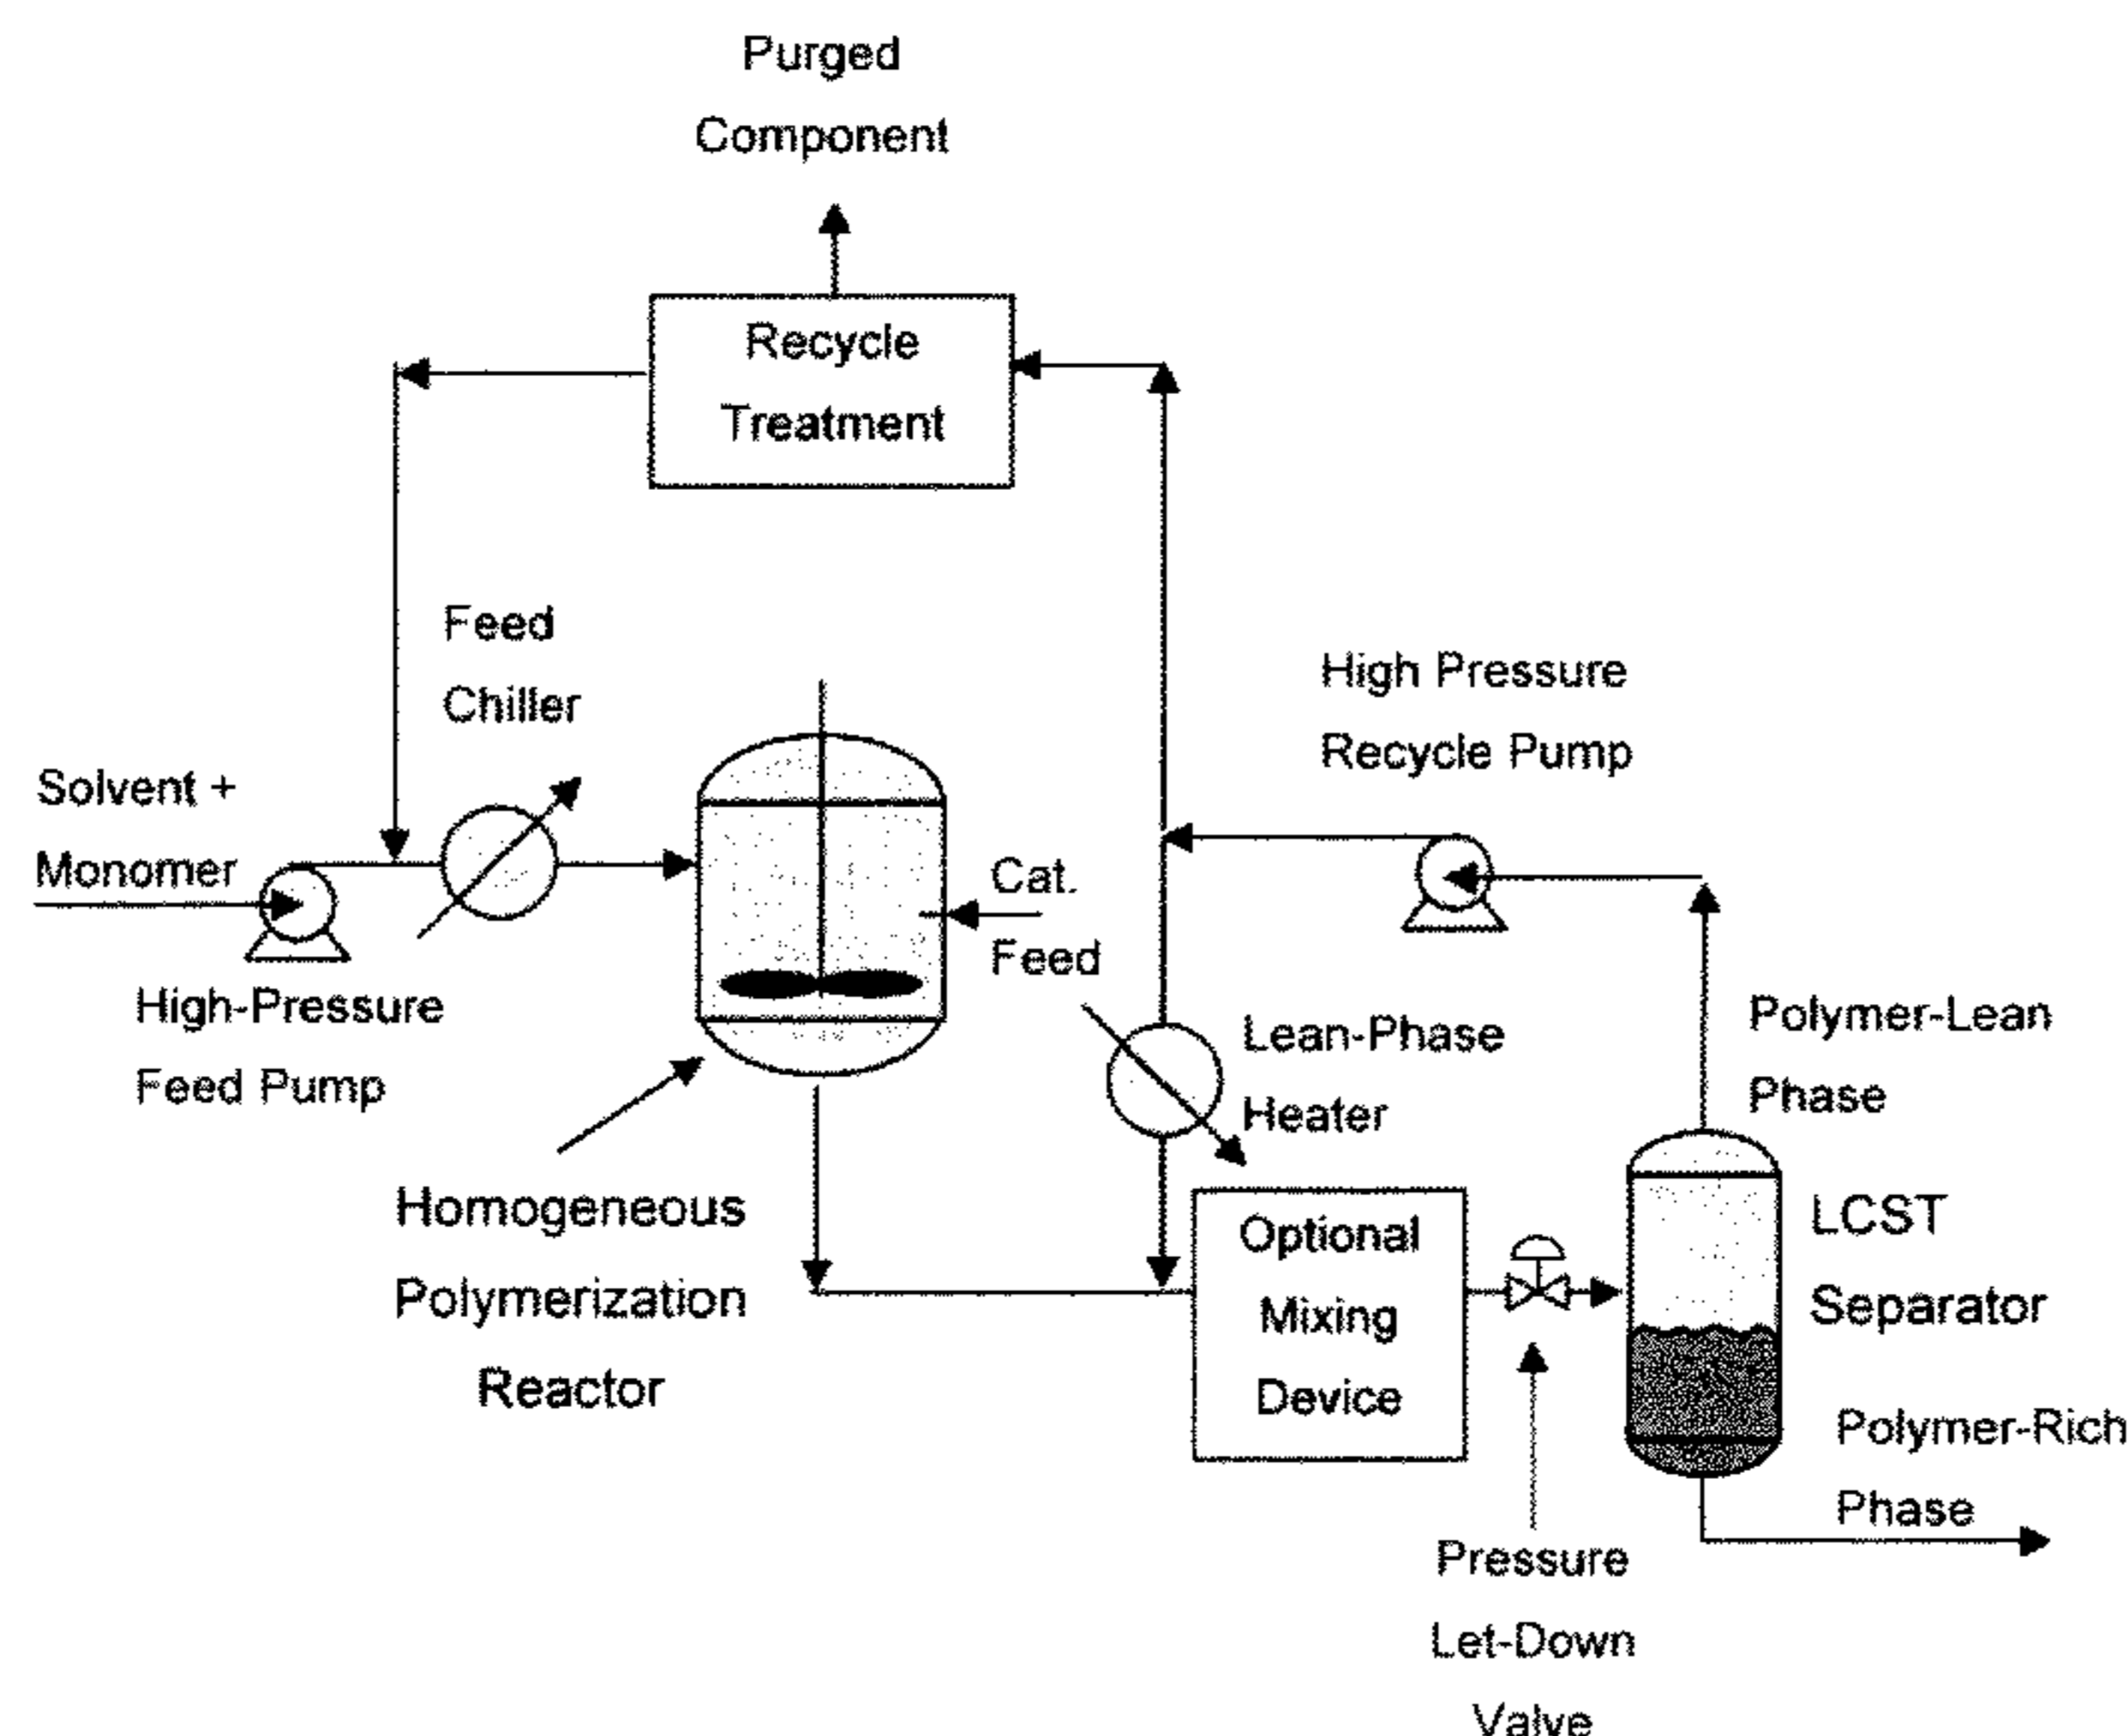 Purged
Component
Recycle
Treatment
Feed
Chiller
High Pressure
Recycle Pump
Solvent +
Monomer
Cat.
Feed
High-Pressure
Feed Pump
Lean-Phase
Heater
Polymer-Lean
Phase
Homogeneous
Polymerization
Reactor
Optional
Mixing
Device
LCST
Separator
Polymer-Rich
Phase
Pressure
Let-Down
Valve